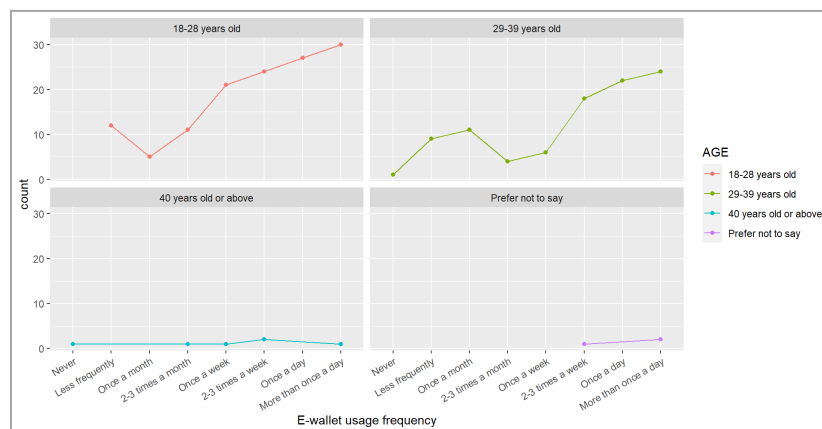 18-28 years old
29-39 years old
30
20
10
0
40 years old or above
Prefer not to say
30
20
10
0
count
Never
Less frequently
Once a month
2-3 times a month
Once a week
2-3 times a week
Once a day
More than once a day
Never
Less frequently
Once a month
2-3 times a month
Once a week
2-3 times a week
Once a day
More than once a day
E-wallet usage frequency
AGE
18-28 years old
29-39 years old
40 years old or above
Prefer not to say